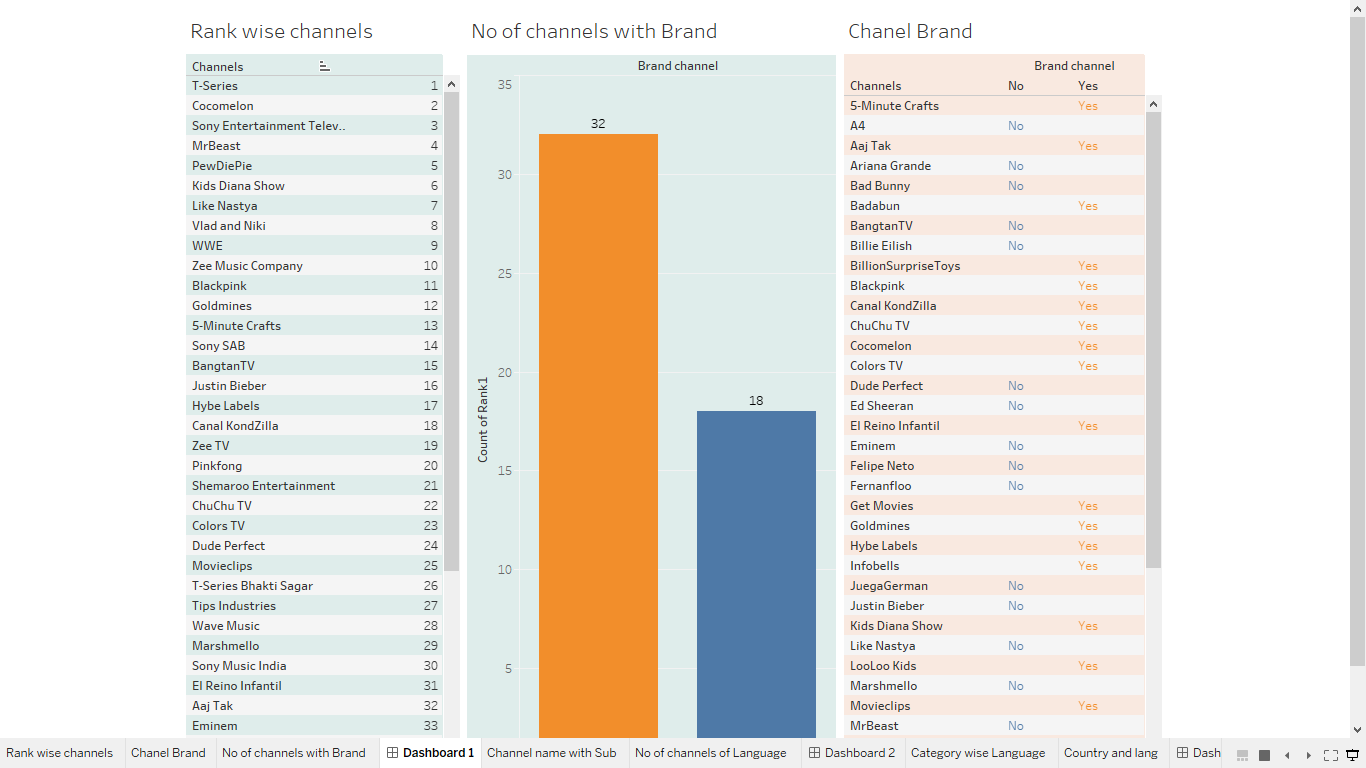 Rank wise channels
Channels
T-Series 1
Cocomelon 2
Sony Entertainment Telev.. 3
MrBeast 4
PewDiePie 5
Kids Diana Show 6
Like Nastya 7
Vlad and Niki 8
WWE 9
Zee Music Company 10
Blackpink 11
Goldmines 12
5-Minute Crafts 13
Sony SAB 14
BangtanTV 15
Justin Bieber 16
Hybe Labels 17
Canal KondZilla 18
Zee TV 19
Pinkfong 20
Shemaroo Entertainment 21
ChuChu TV 22
Colors TV 23
Dude Perfect 24
Movieclips 25
T-Series Bhakti Sagar 26
Tips Industries 27
Wave Music 28
Marshmello 29
Sony Music India 30
El Reino Infantil 31
Aaj Tak 32
Eminem 33
No of channels with Brand
Brand channel
35
32
30
25
20
18
Count of Rank1
15
10
5
Chanel Brand
Brand channel
Channels No Yes
5-Minute Crafts Yes
A4 No
Aaj Tak Yes
Ariana Grande No
Bad Bunny No
Badabun Yes
BangtanTV No
Billie Eilish No
BillionSurpriseToys Yes
Blackpink Yes
Canal KondZilla Yes
ChuChu TV Yes
Cocomelon Yes
Colors TV Yes
Dude Perfect No
Ed Sheeran No
El Reino Infantil Yes
Eminem No
Felipe Neto No
Fernanfloo No
Get Movies Yes
Goldmines Yes
Hybe Labels Yes
Infobells Yes
JuegaGerman No
Justin Bieber No
Kids Diana Show Yes
Like Nastya No
LooLoo Kids Yes
Marshmello No
Movieclips Yes
MrBeast No
Rank wise channels Chanel Brand No of channels with Brand Dashboard 1 Channel name with Sub No of channels of Language Dashboard 2 Category wise Language Country and lang Dash